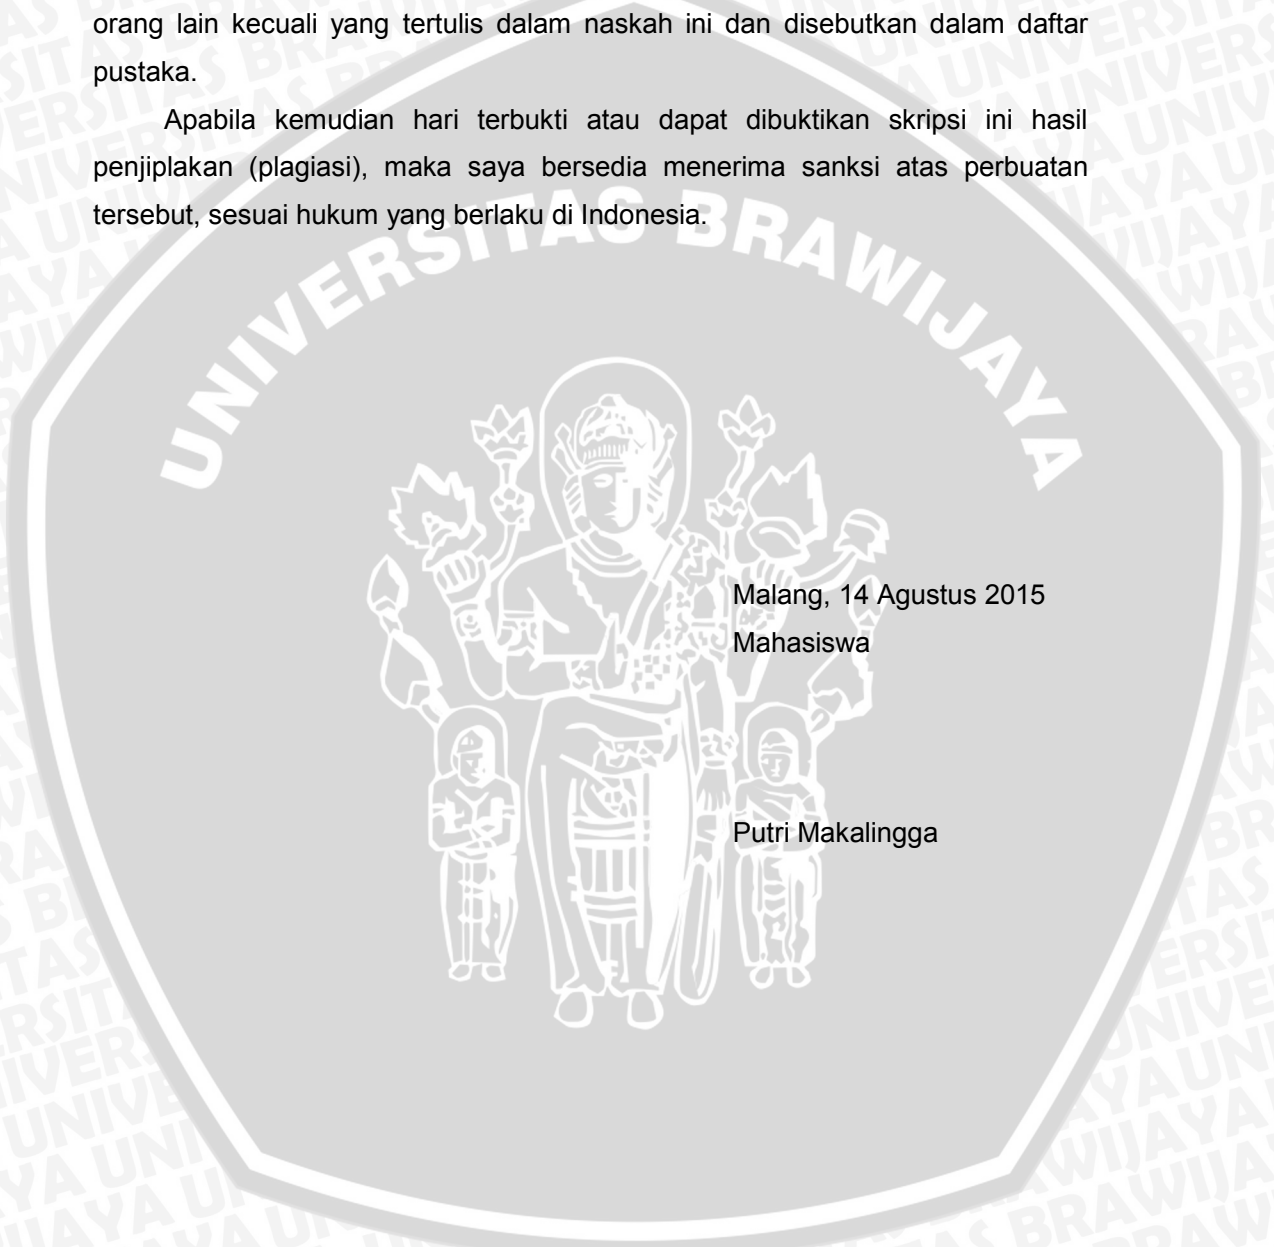 orang lain kecuali yang tertulis dalam naskah ini dan disebutkan dalam daftar
pustaka.
Apabila kemudian hari terbukti atau dapat dibuktikan skripsi ini hasil
penjiplakan (plagiasi), maka saya bersedia menerima sanksi atas perbuatan
tersebut, sesuai hukum yang berlaku di Indonesia.
UNIVERSITAS BRAWIJAYA
Malang, 14 Agustus 2015
Mahasiswa
Putri Makalingga